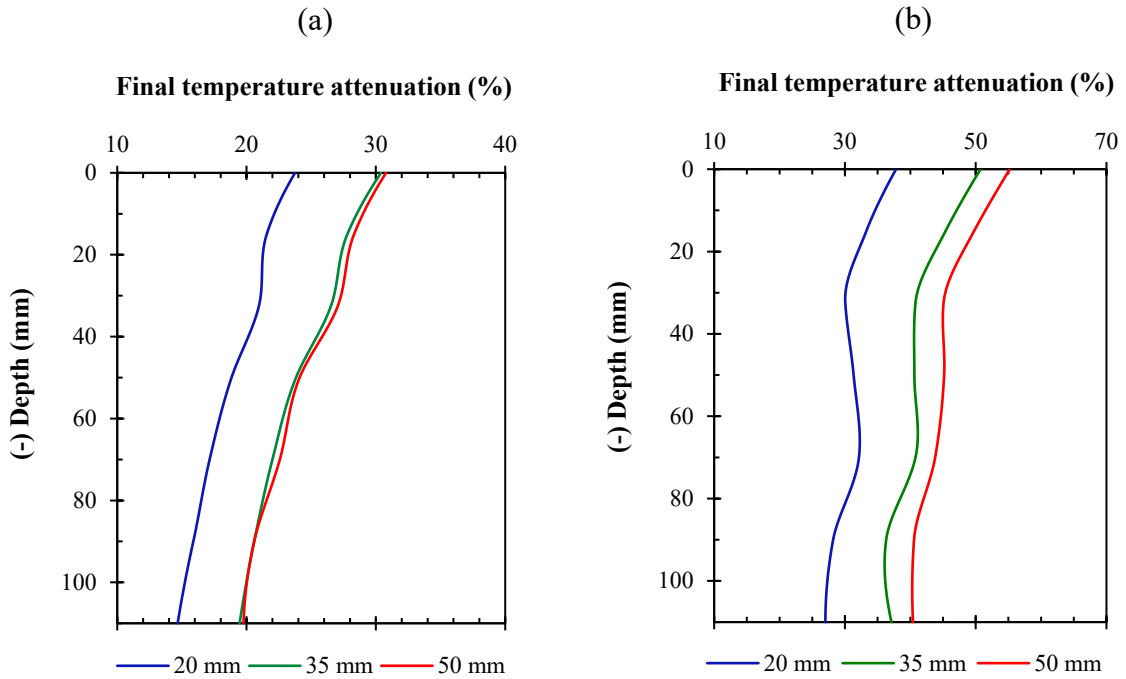 (a)
Final temperature attenuation (%)
10 20 30 40
0
20
40
60
80
100
(-) Depth (mm)
20 mm 35 mm 50 mm
(b)
Final temperature attenuation (%)
10 30 50 70
0
20
40
60
80
100
(-) Depth (mm)
20 mm 35 mm 50 mm